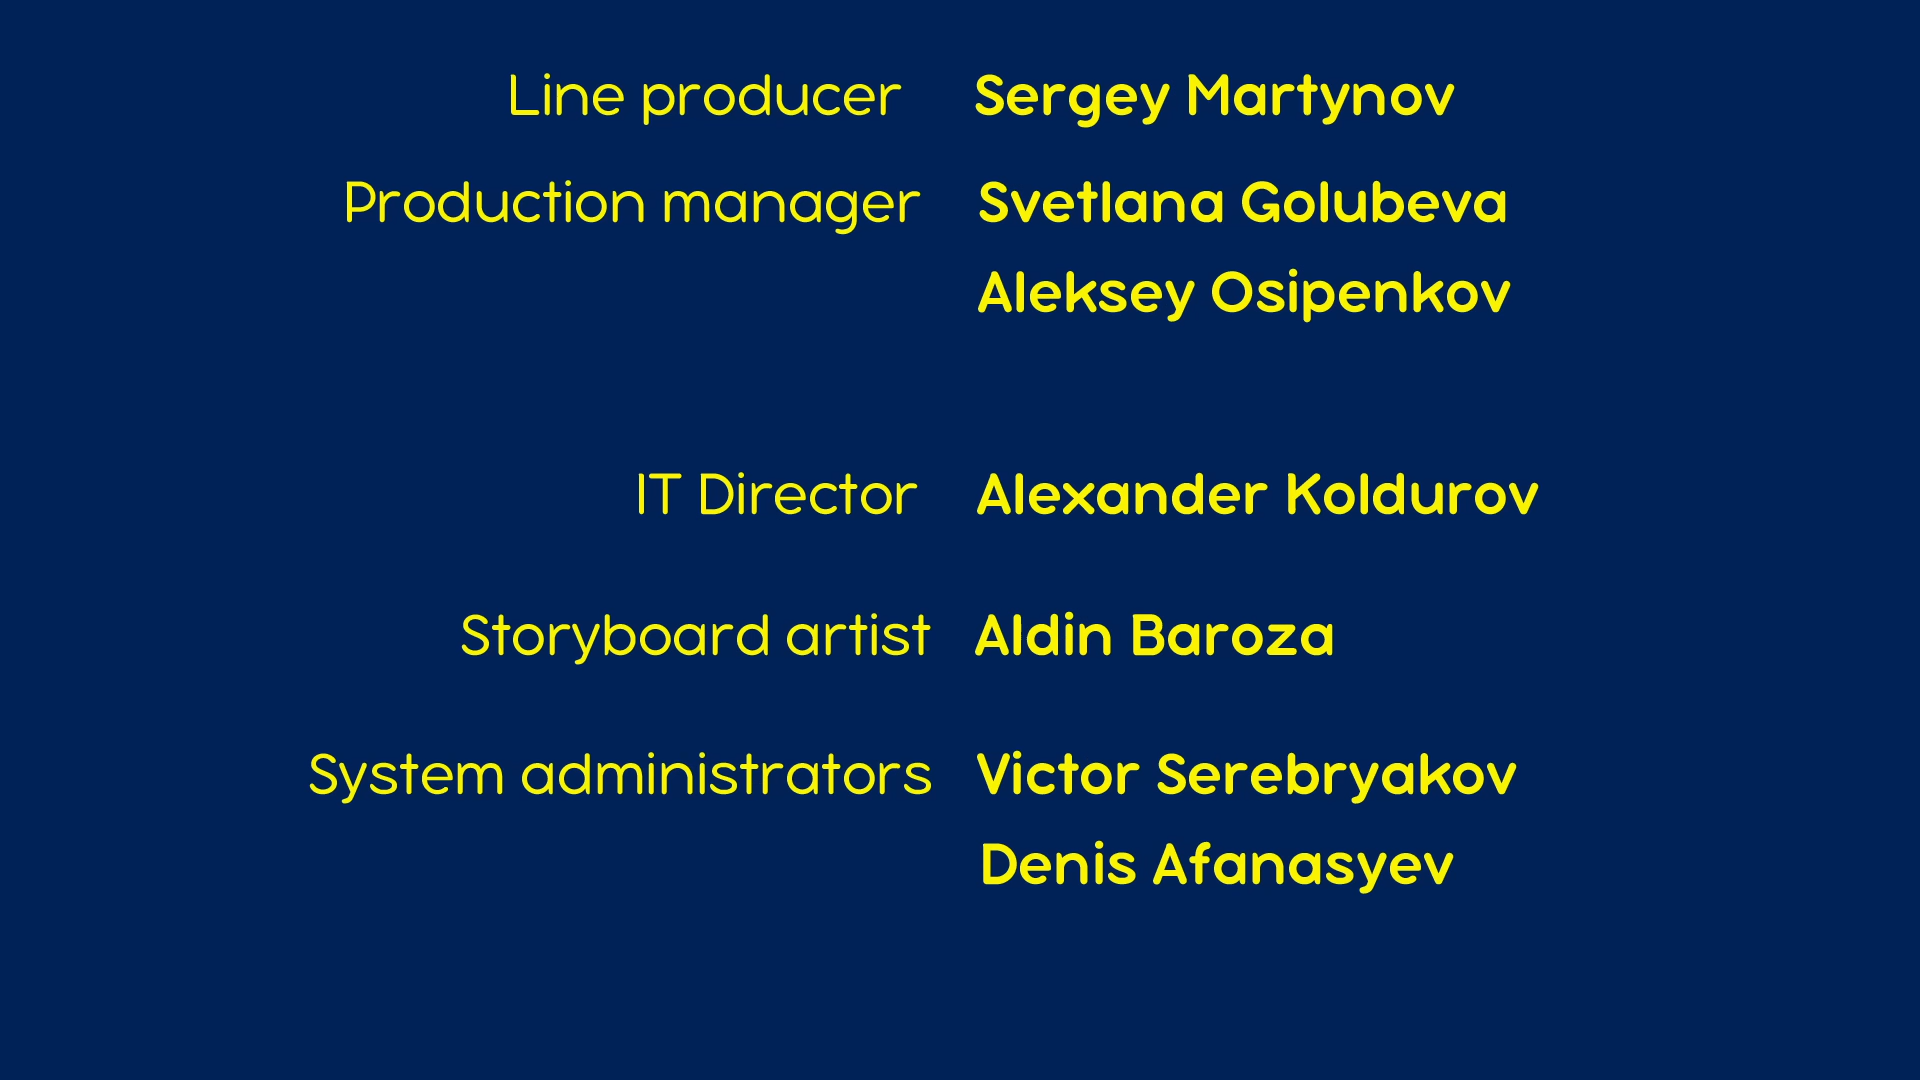 Line producer Sergey Martynov
Production manager Svetlana Golubeva
Aleksey Osipenkov
IT Director Alexander Koldurov
Storyboard artist Aldin Baroza
System administrators Victor Serebryakov
Denis Afanasyev